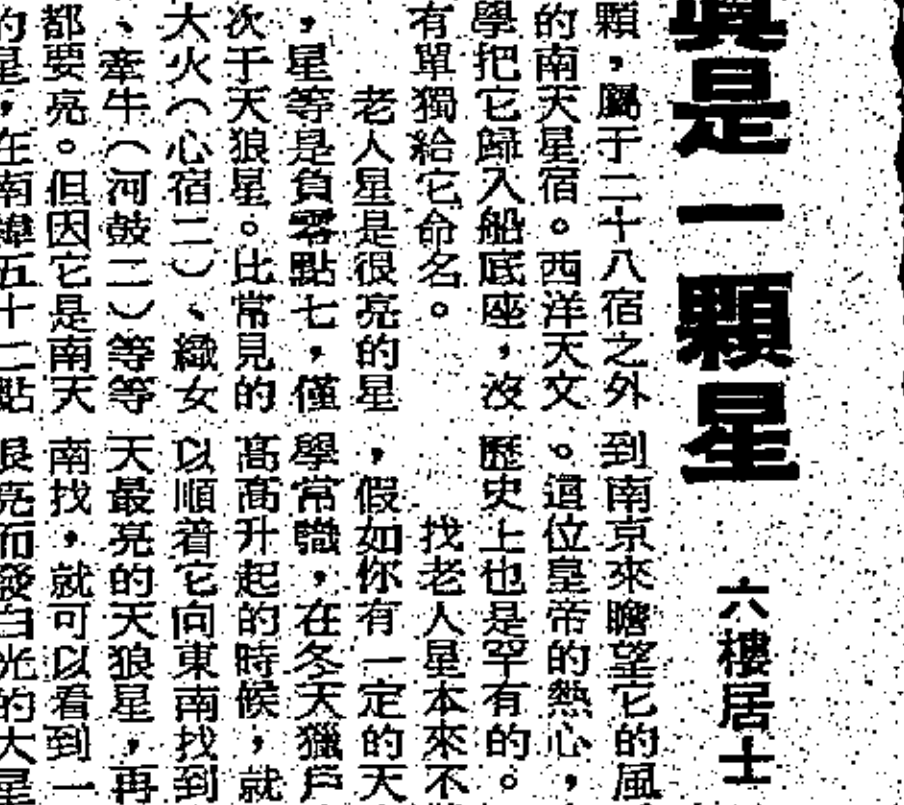 眞是一顆星
六樓居士
顆,屬于二十八宿之外
的南天星宿。西洋天文
學把它歸入船底座,沒
有單獨給它命名。
老人星是很亮的星
,星等是負零點七,僅
次于天狼星。比常見的
大火(心宿二)、織女
、牽牛(河鼓二)等等
都要亮。但因它是南天
的星,在南緯五十二點
到南京來瞻望它的風
。這位皇帝的熱心,
歷史上也是罕有的。
找老人星本來不
,假如你有一定的天
學常識,在冬天獵戶
高高升起的時候,就
以順着它向東南找到
天最亮的天狼星,再
南找,就可以看到一
很亮而發白光的大星